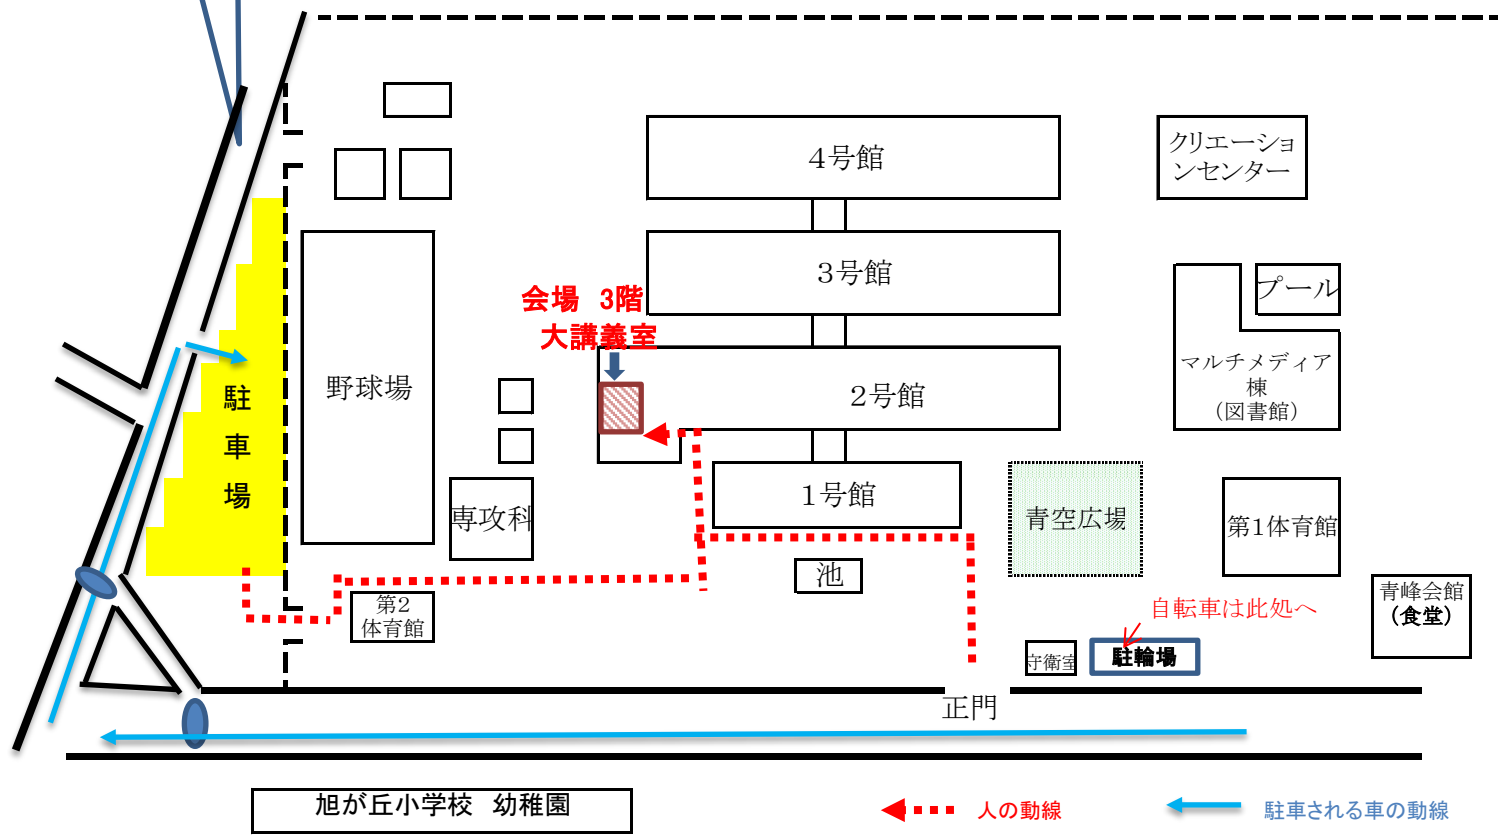 ４号館
クリエーショ
ンセンター
３号館
会場　3階
大講義室
プール
マルチメディア
棟
（図書館）
野球場
２号館
駐
車
場
１号館
専攻科
青空広場
第1体育館
池
第2
体育館
自転車は此処へ
青峰会館
（食堂）
守衛室
駐輪場
正門
旭が丘小学校　幼稚園
人の動線
駐車される車の動線